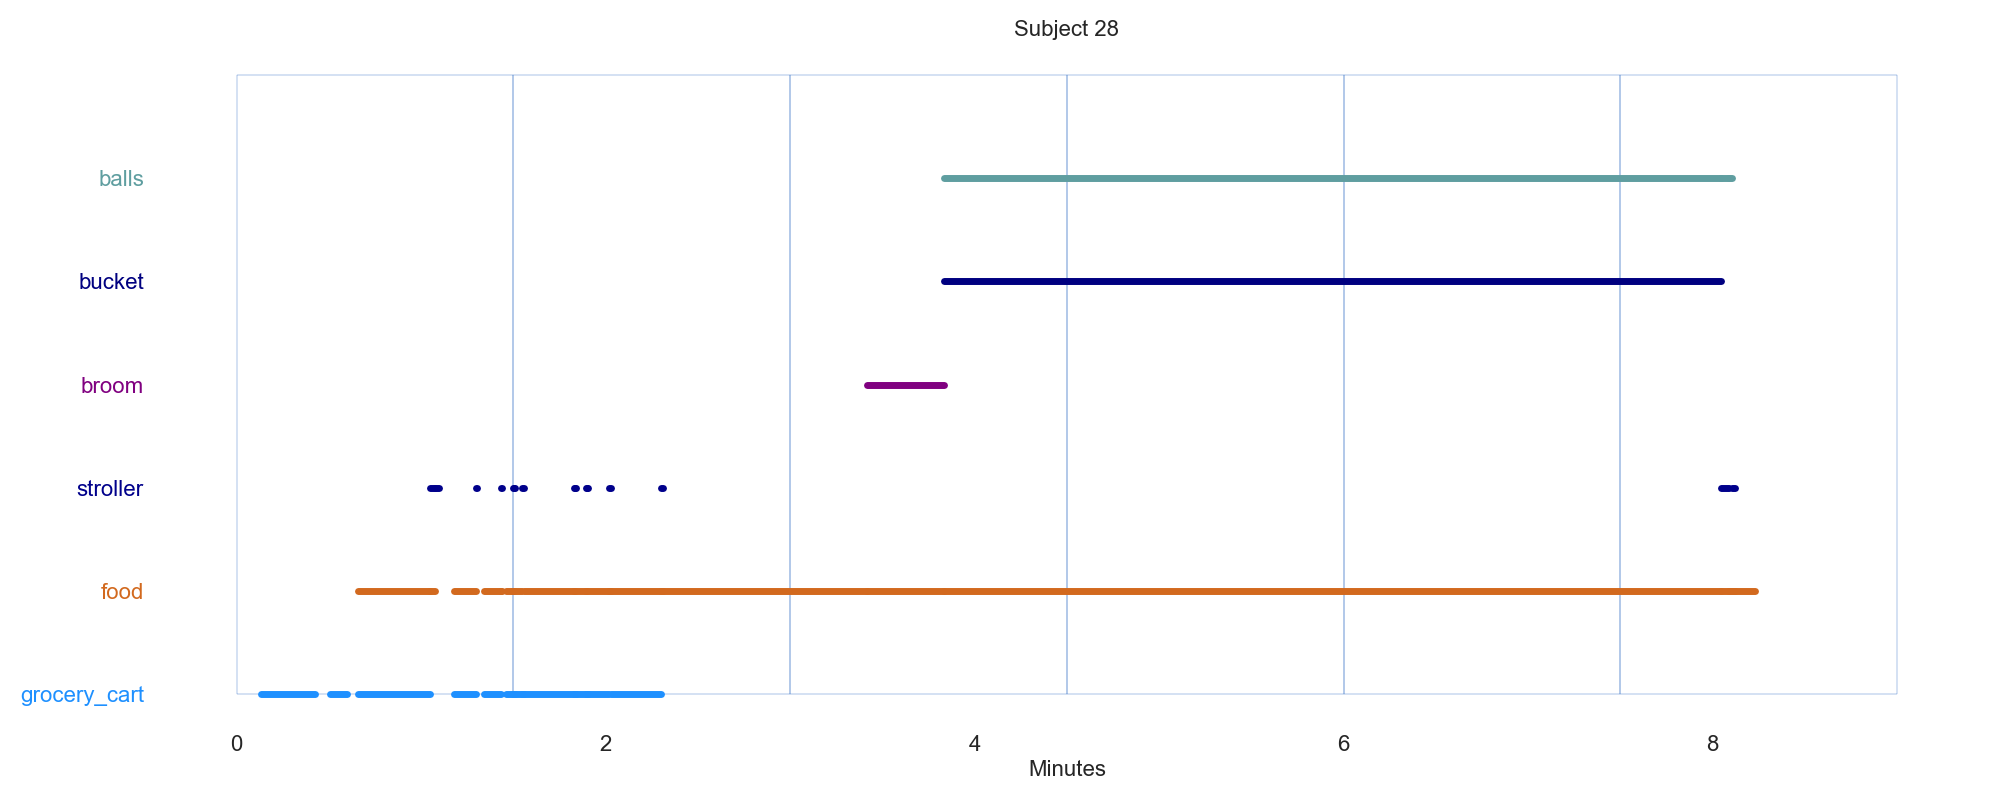 Subject 28
balls
bucket
broom
stroller
food
grocery_cart
0 2 4 6 8
Minutes